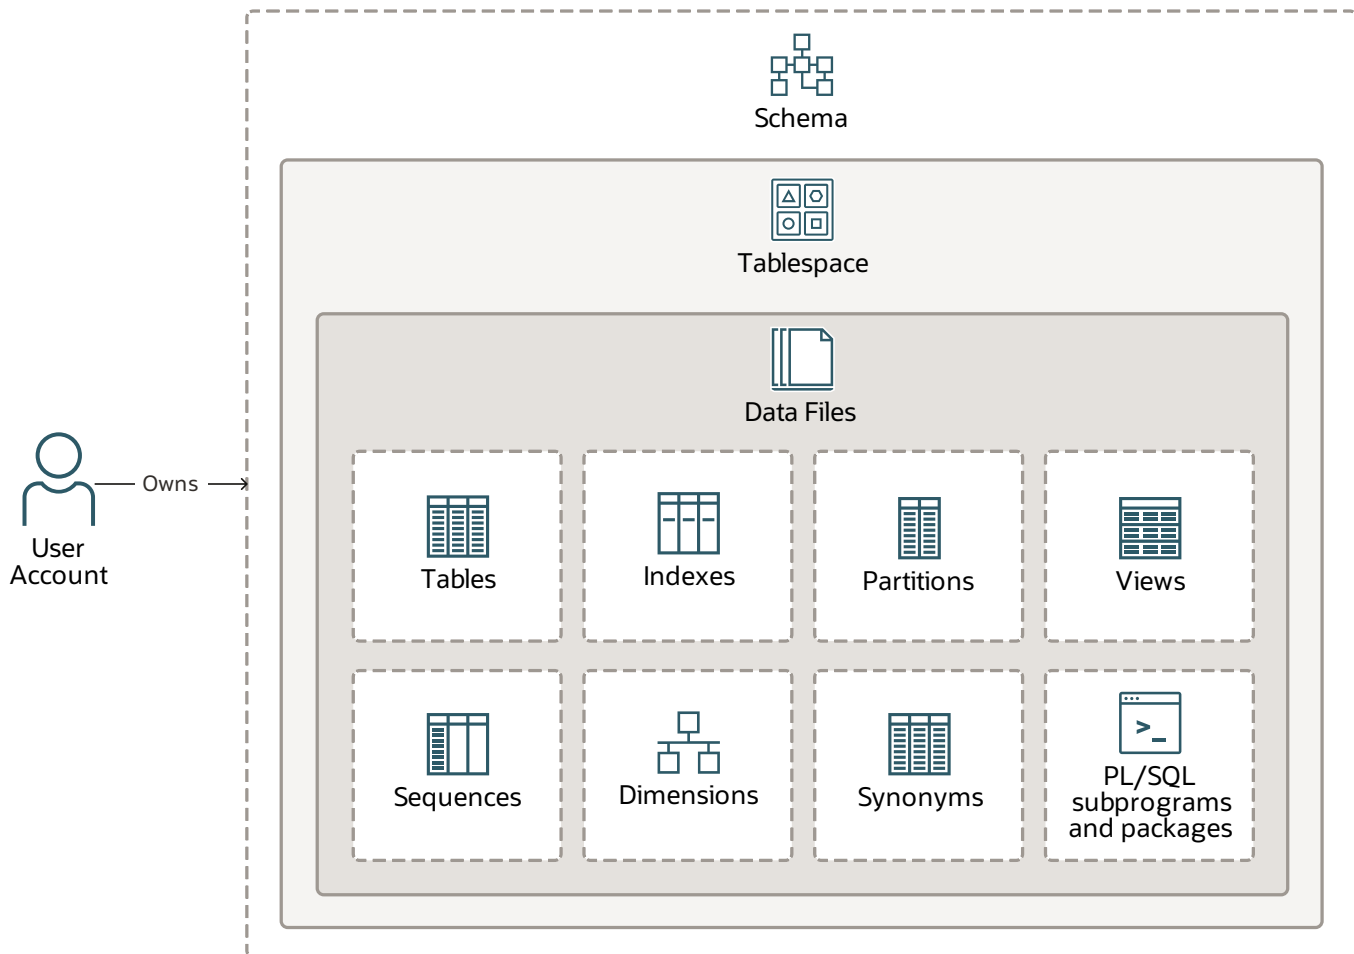 Schema
Tablespace
Data Files
Owns
User
Account
Tables
Indexes
Partitions
Views
Sequences
Dimensions
Synonyms
PL/SQL
subprograms
and packages
>_